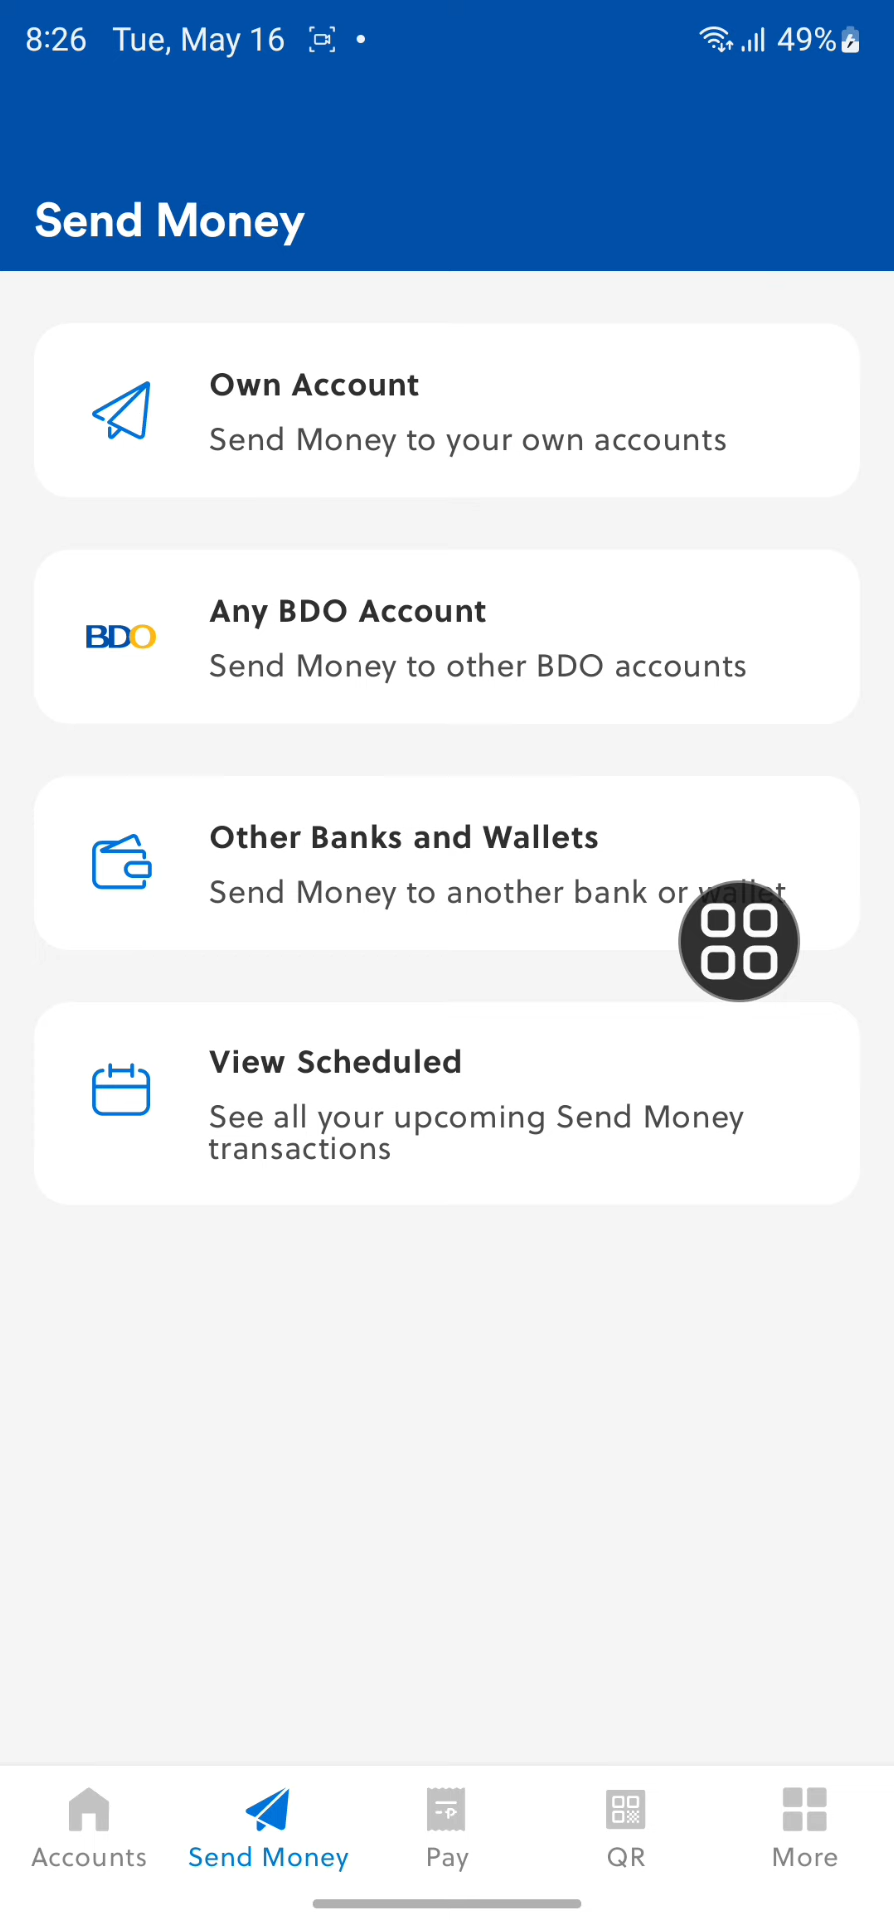 8:26 Tue, May 16 49%
Send Money
Own Account
Send Money to your own accounts
BDO
Any BDO Account
Send Money to other BDO accounts
Other Banks and Wallets
Send Money to another bank or wallet
View Scheduled
See all your upcoming Send Money
transactions
Accounts Send Money Pay QR More